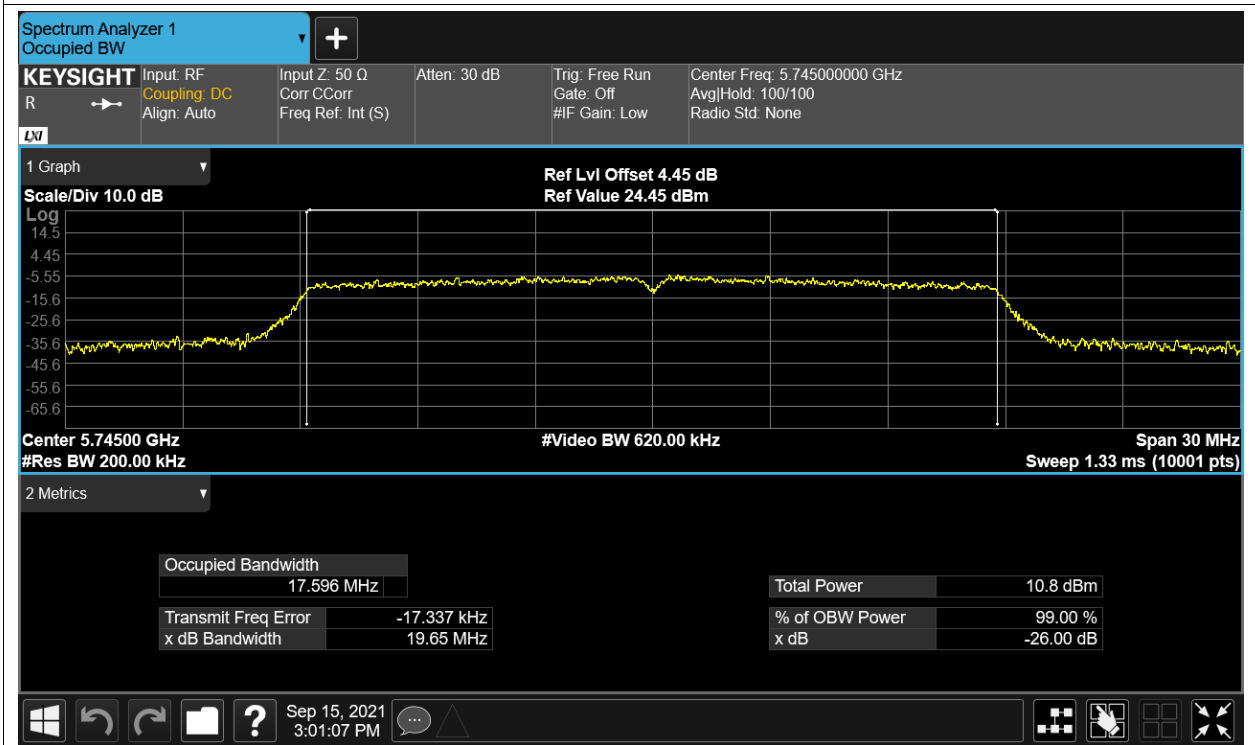 Spectrum Analyzer 1
Occupied BW
KEYSIGHT
R
LXI
Input: RF
Coupling: DC
Align: Auto
Input Z: 50 Ω
Corr CCorr
Freq Ref: Int (S)
Atten: 30 dB
Trig: Free Run
Gate: Off
#IF Gain: Low
Center Freq: 5.745000000 GHz
Avg|Hold: 100/100
Radio Std: None
1 Graph
Scale/Div 10.0 dB
Ref Lvl Offset 4.45 dB
Ref Value 24.45 dBm
Log
14.5
4.45
-5.55
-15.6
-25.6
-35.6
-45.6
-55.6
-65.6
Center 5.74500 GHz
#Res BW 200.00 kHz
#Video BW 620.00 kHz
Span 30 MHz
Sweep 1.33 ms (10001 pts)
2 Metrics
Occupied Bandwidth
17.596 MHz
Transmit Freq Error -17.337 kHz
x dB Bandwidth 19.65 MHz
Total Power 10.8 dBm
% of OBW Power 99.00 %
x dB -26.00 dB
?
Sep 15, 2021
3:01:07 PM